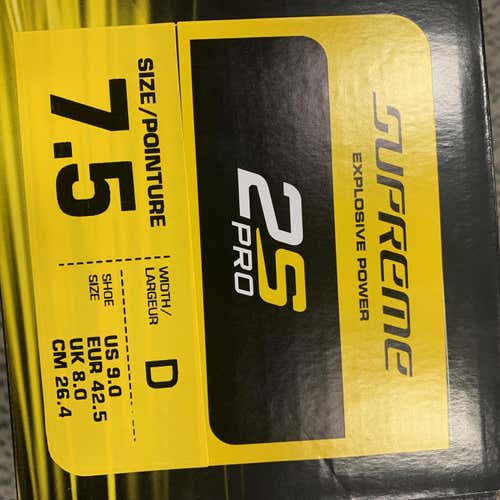 SUPREME
EXPLOSIVE POWER
2S
PRO
SIZE/POINTURE
7.5
WIDTH/
LARGEUR
D
SHOE
SIZE
US 9.0
EUR 42.5
UK 8.0
CM 26.4